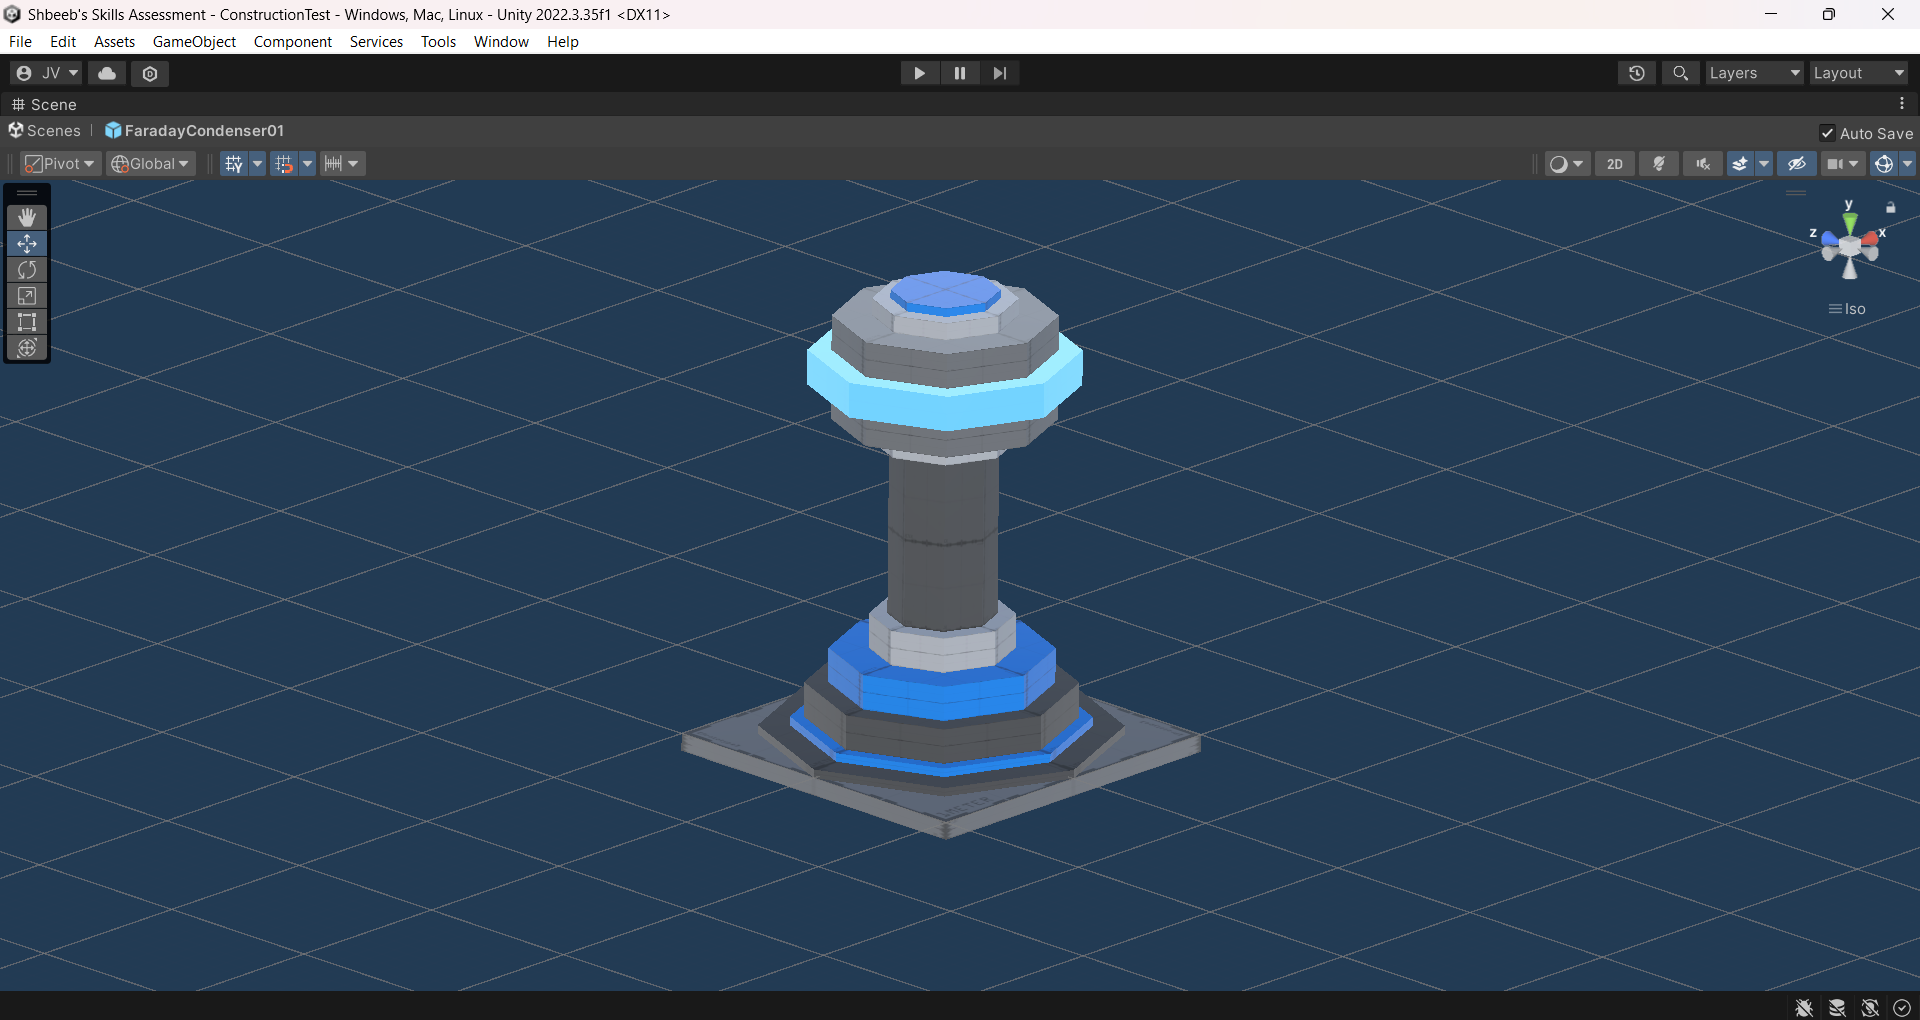 Shbeeb's Skills Assessment - ConstructionTest - Windows, Mac, Linux - Unity 2022.3.35f1 <DX11>
File Edit Assets GameObject Component Services Tools Window Help
JV Layers Layout
Scene
Scenes FaradayCondenser01 Auto Save
Pivot Global 2D
y
z x
Iso
METER